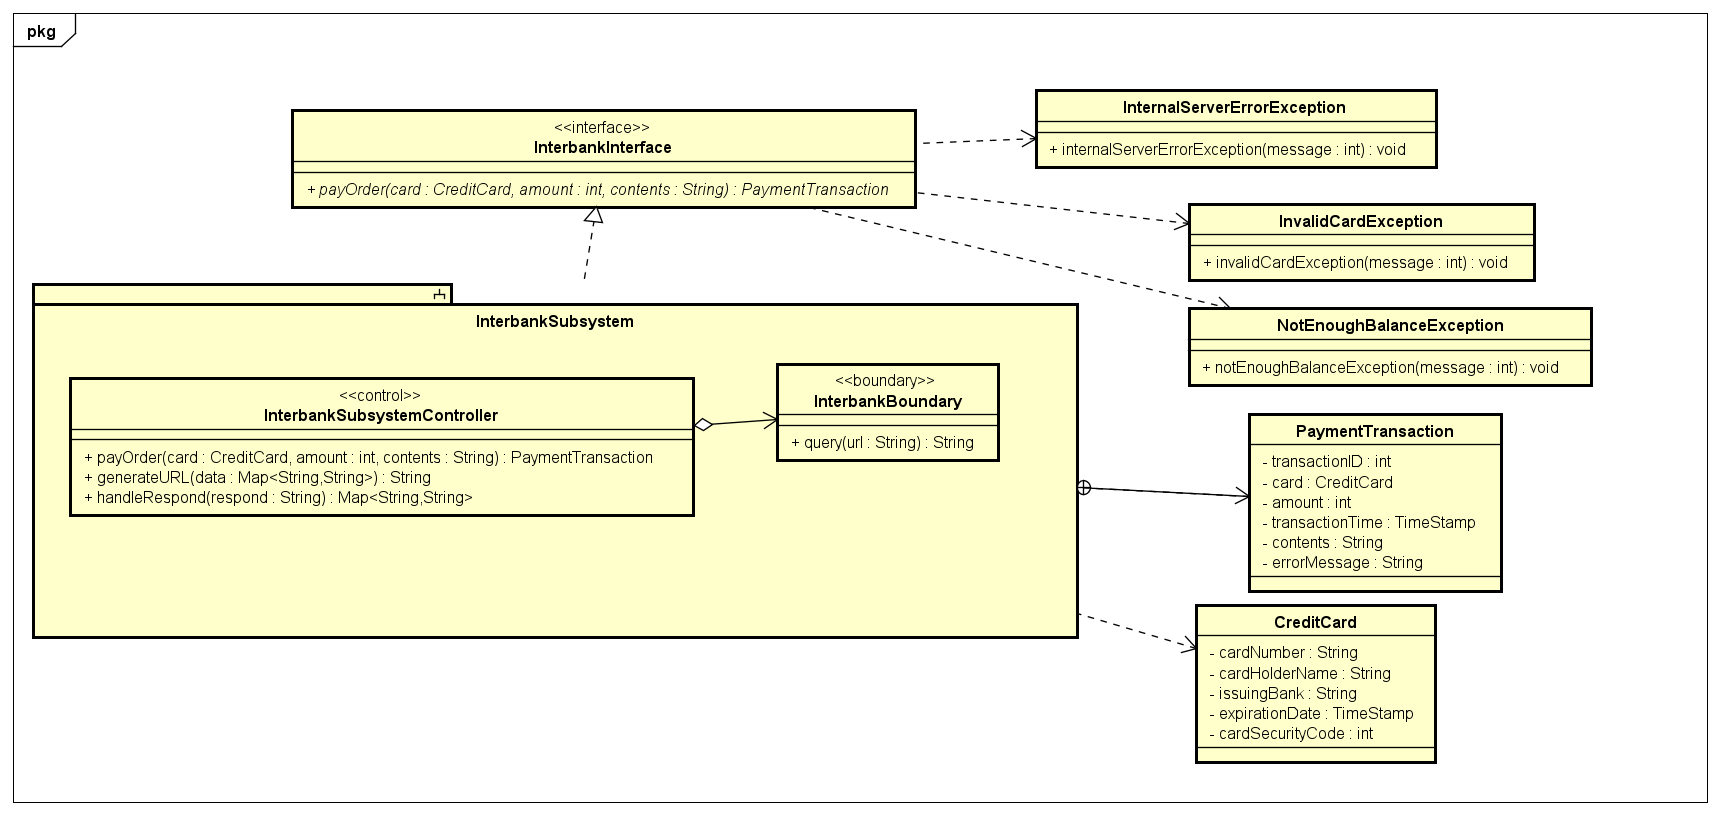 pkg
<<interface>>
InterbankInterface
+ payOrder(card : CreditCard, amount : int, contents : String) : PaymentTransaction
InternalServerErrorException
+ internalServerErrorException(message : int) : void
InvalidCardException
+ invalidCardException(message : int) : void
NotEnoughBalanceException
+ notEnoughBalanceException(message : int) : void
InterbankSubsystem
<<control>>
InterbankSubsystemController
+ payOrder(card : CreditCard, amount : int, contents : String) : PaymentTransaction
+ generateURL(data : Map<String,String>) : String
+ handleRespond(respond : String) : Map<String,String>
<<boundary>>
InterbankBoundary
+ query(url : String) : String
PaymentTransaction
- transactionID : int
- card : CreditCard
- amount : int
- transactionTime : TimeStamp
- contents : String
- errorMessage : String
CreditCard
- cardNumber : String
- cardHolderName : String
- issuingBank : String
- expirationDate : TimeStamp
- cardSecurityCode : int